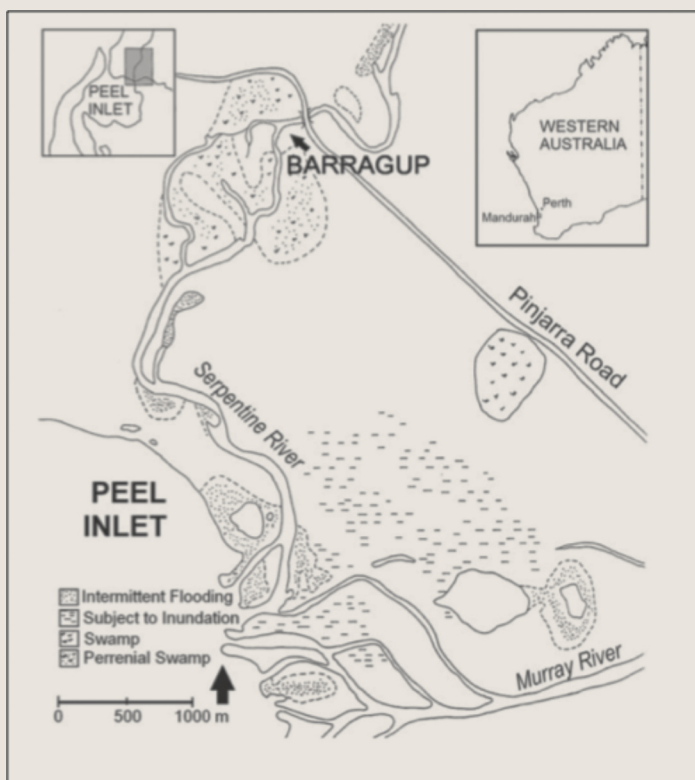 PEEL
INLET
BARRAGUP
WESTERN
AUSTRALIA
Perth
Mandurah
Pinjarra Road
Serpentine River
PEEL
INLET
Intermittent Flooding
Subject to Inundation
Swamp
Perrenial Swamp
0 500 1000 m
Murray River